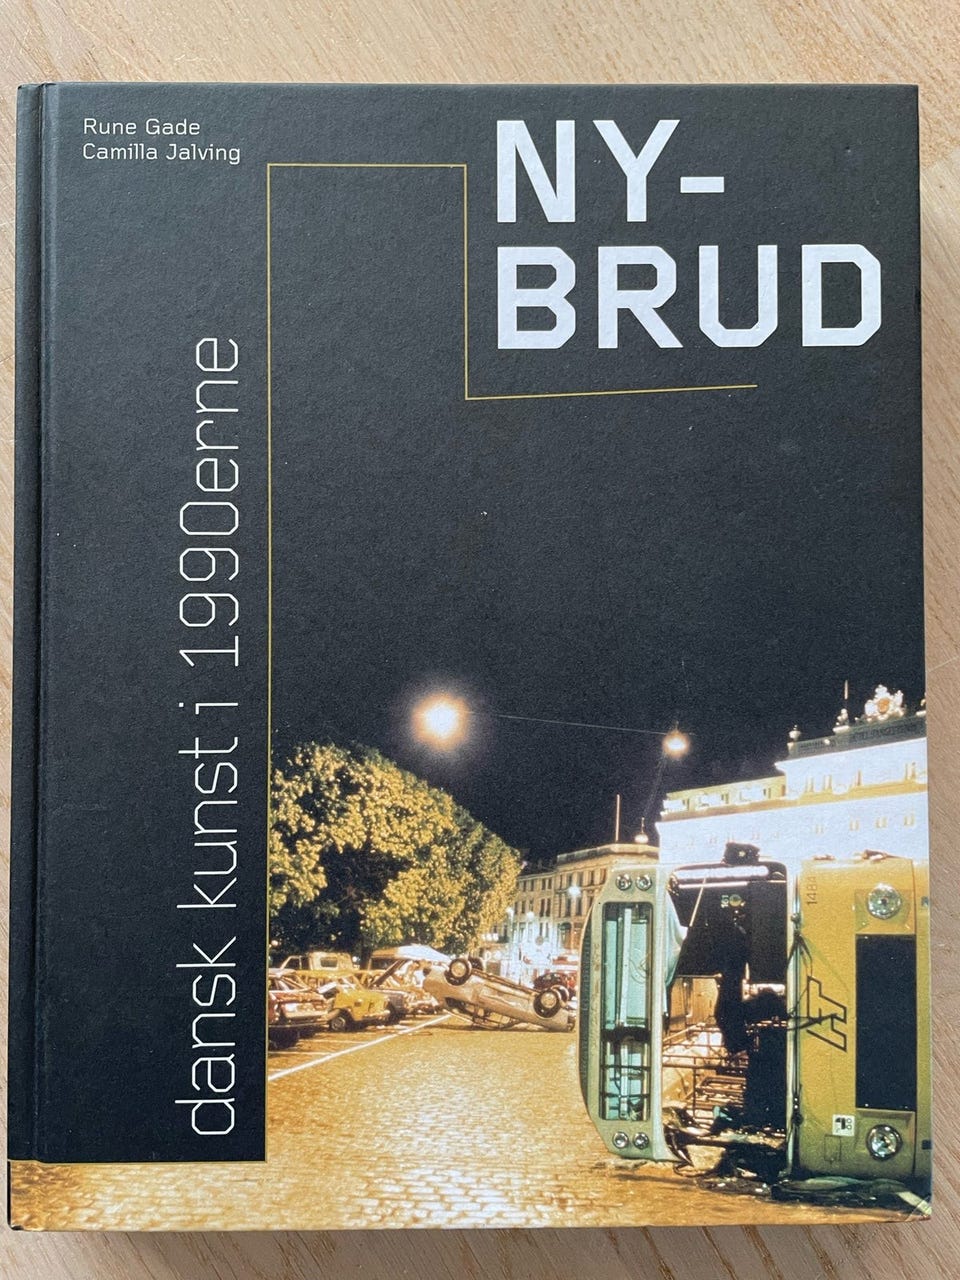 Rune Gade
Camilla Jalving
NY-
BRUD
dansk kunst i 1990erne